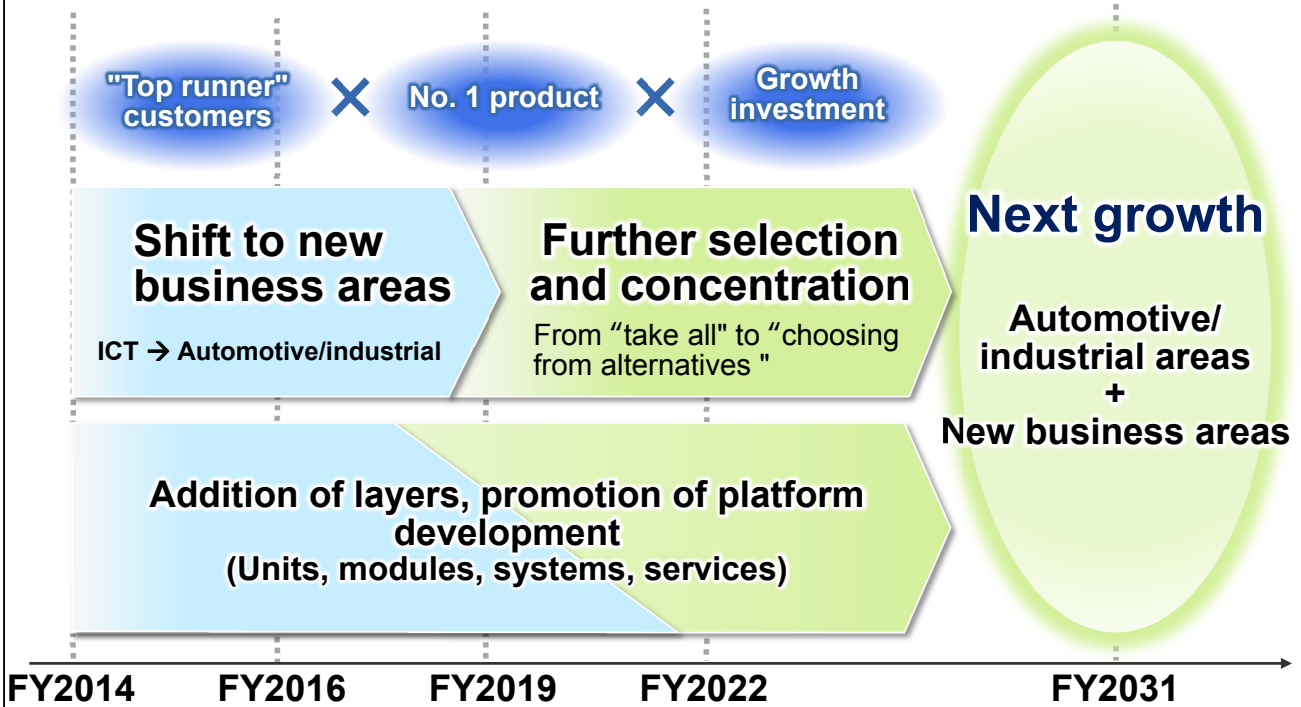 "Top runner"
customers
×
No. 1 product
×
Growth
investment
Shift to new
business areas
ICT → Automotive/industrial
Further selection
and concentration
From “take all" to “choosing
from alternatives "
Next growth
Automotive/
industrial areas
+
New business areas
Addition of layers, promotion of platform
development
(Units, modules, systems, services)
FY2014 FY2016 FY2019 FY2022 FY2031